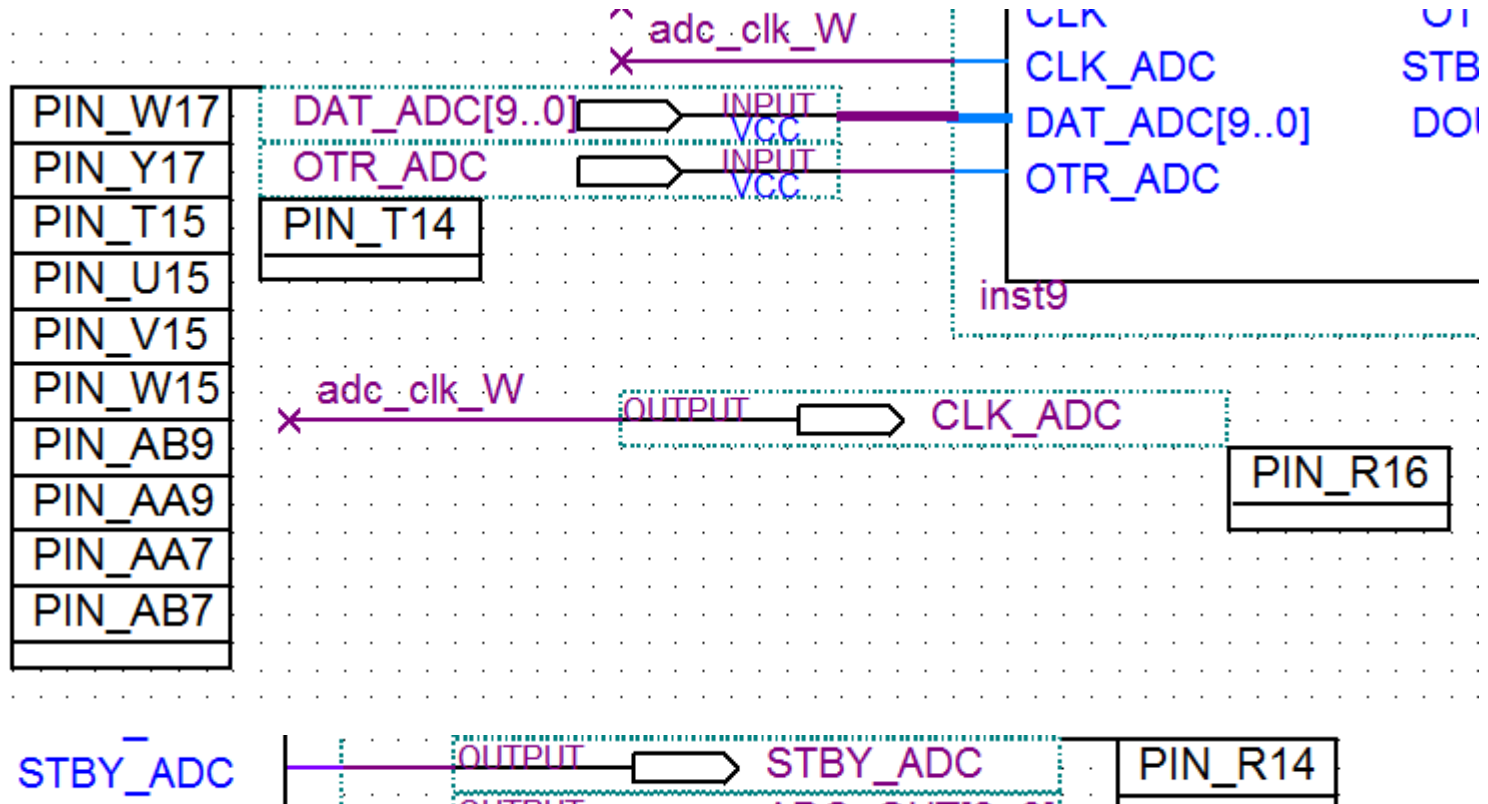 adc_clk_W
CLK
CLK_ADC
STB
PIN_W17
DAT_ADC[9..0]
INPUT
VCC
DAT_ADC[9..0]
PIN_Y17
OTR_ADC
INPUT
VCC
OTR_ADC
PIN_T15
PIN_T14
PIN_U15
inst9
PIN_V15
PIN_W15
adc_clk_W
OUTPUT
CLK_ADC
PIN_AB9
PIN_R16
PIN_AA9
PIN_AA7
PIN_AB7
STBY_ADC
OUTPUT
STBY_ADC
PIN_R14